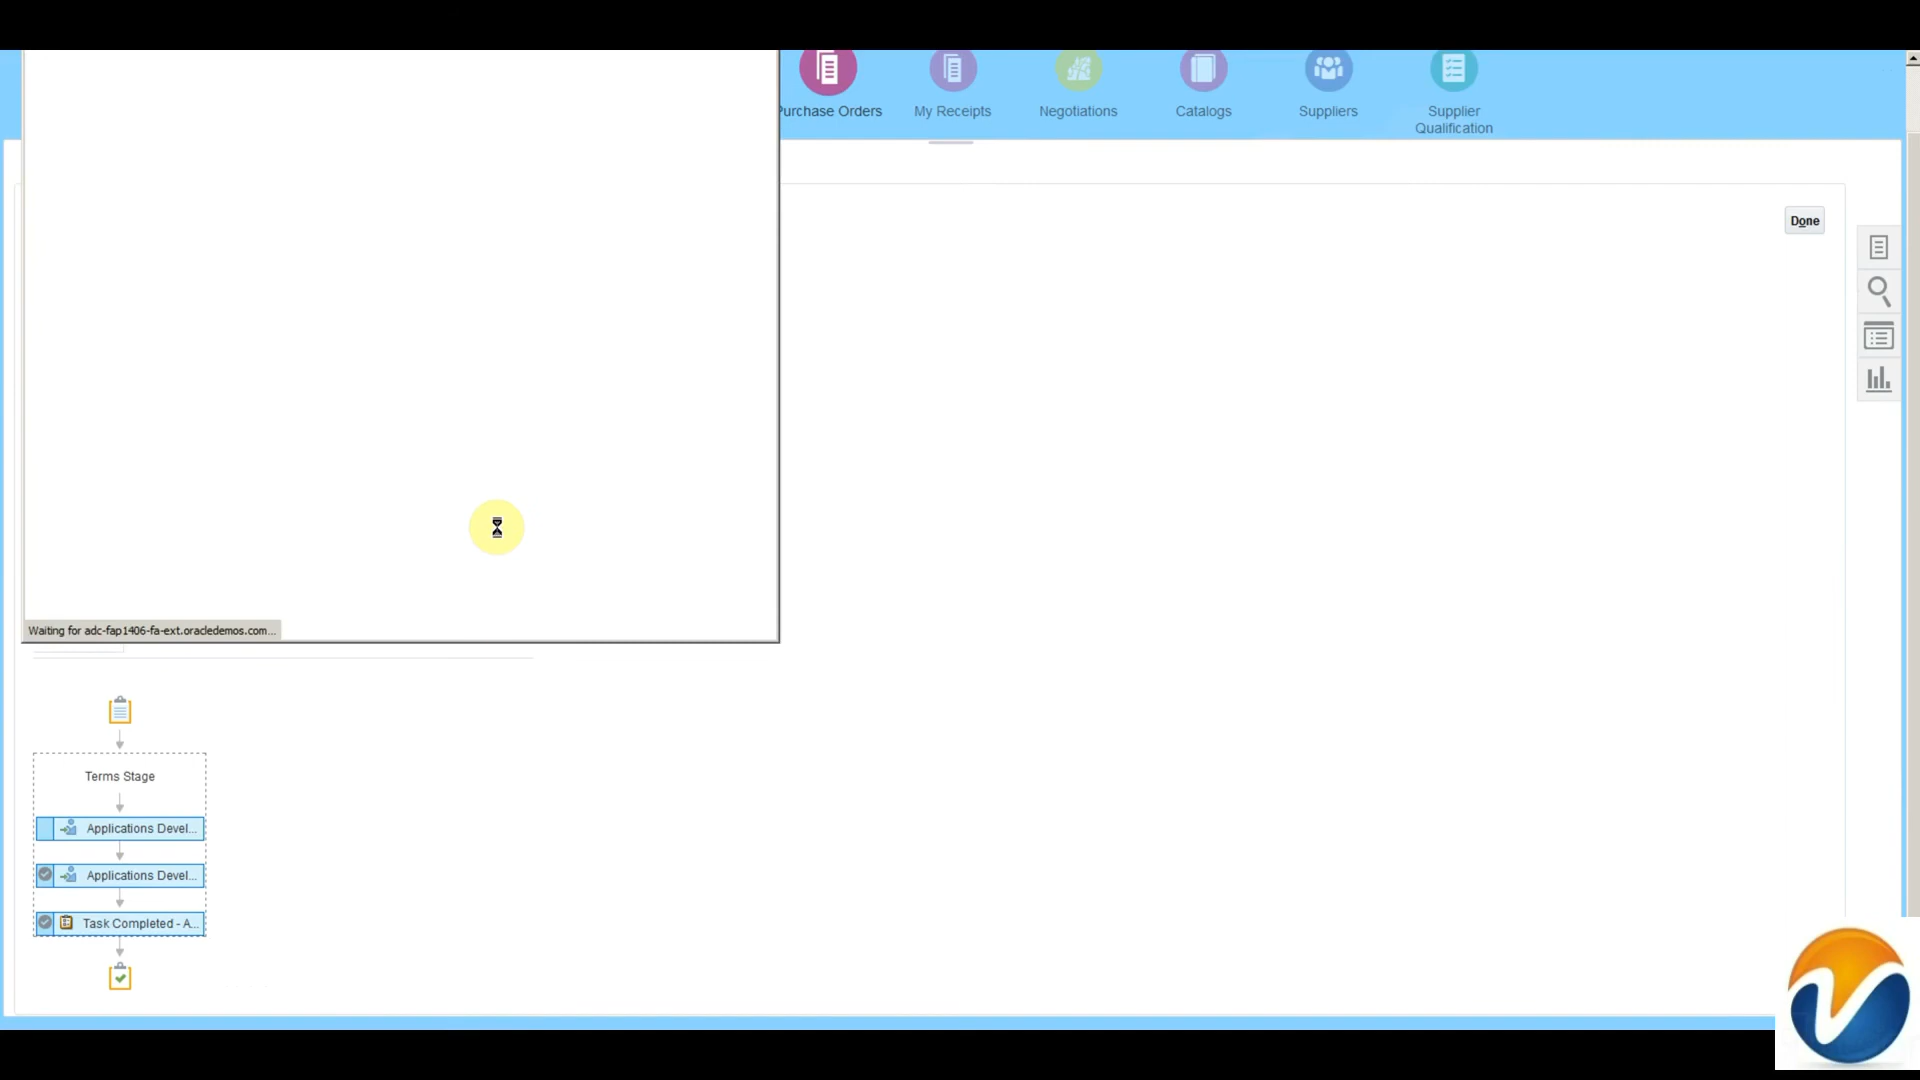 Purchase Orders
My Receipts
Negotiations
Catalogs
Suppliers
Supplier
Qualification
Done
Waiting for adc-fap1406-fa-ext.oracledemos.com...
Terms Stage
Applications Devel...
Applications Devel...
Task Completed - A...